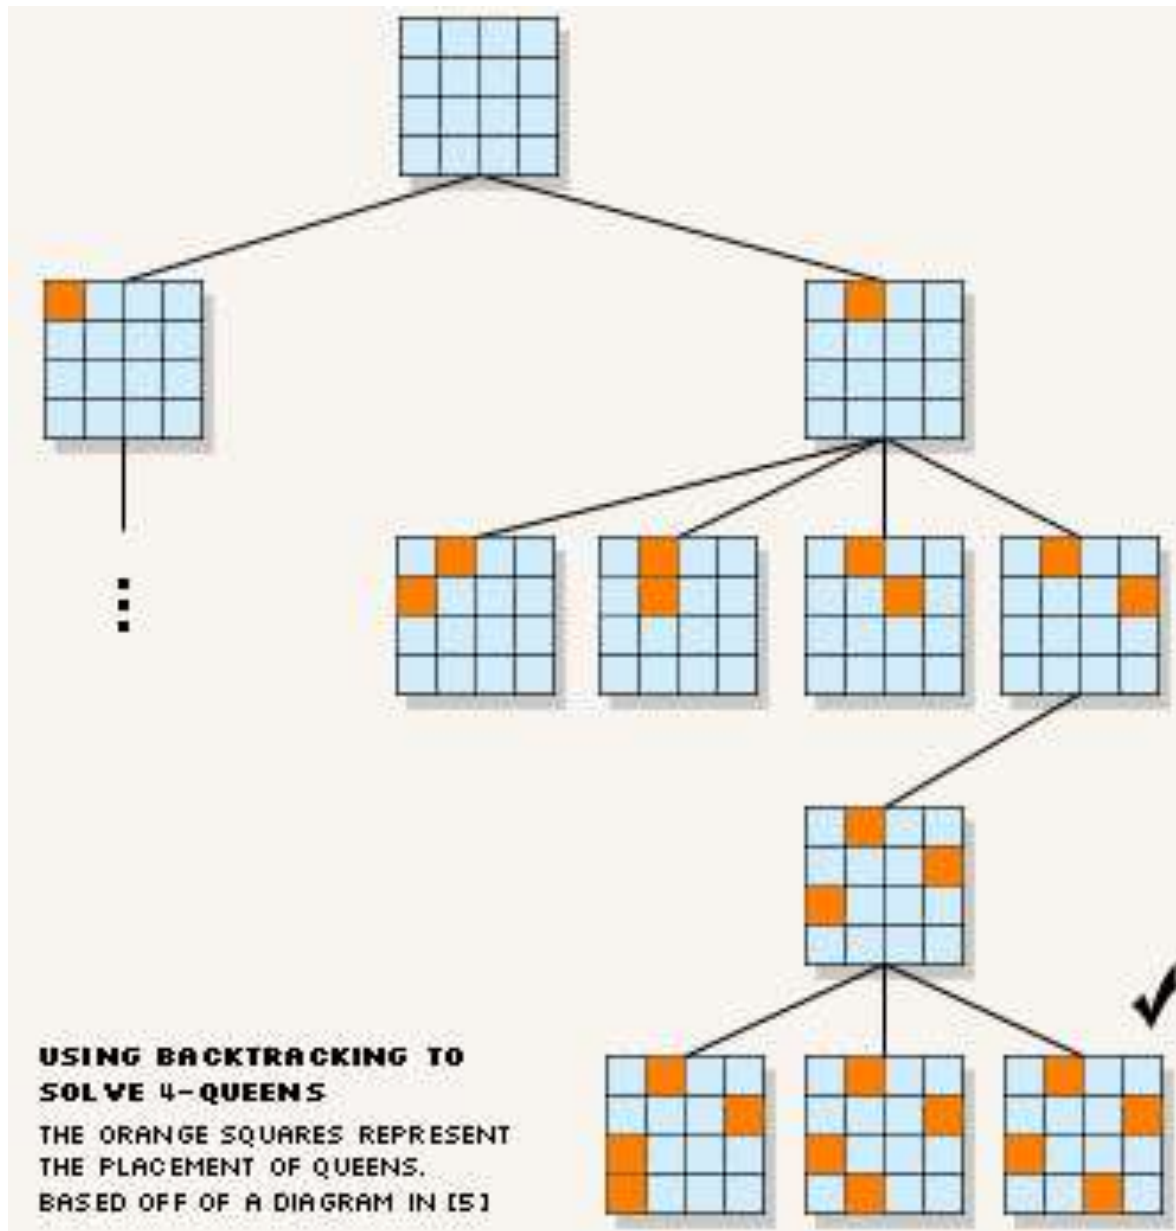 USING BACKTRACKING TO
SOLVE 4-QUEENS
THE ORANGE SQUARES REPRESENT
THE PLACEMENT OF QUEENS.
BASED OFF OF A DIAGRAM IN [5]